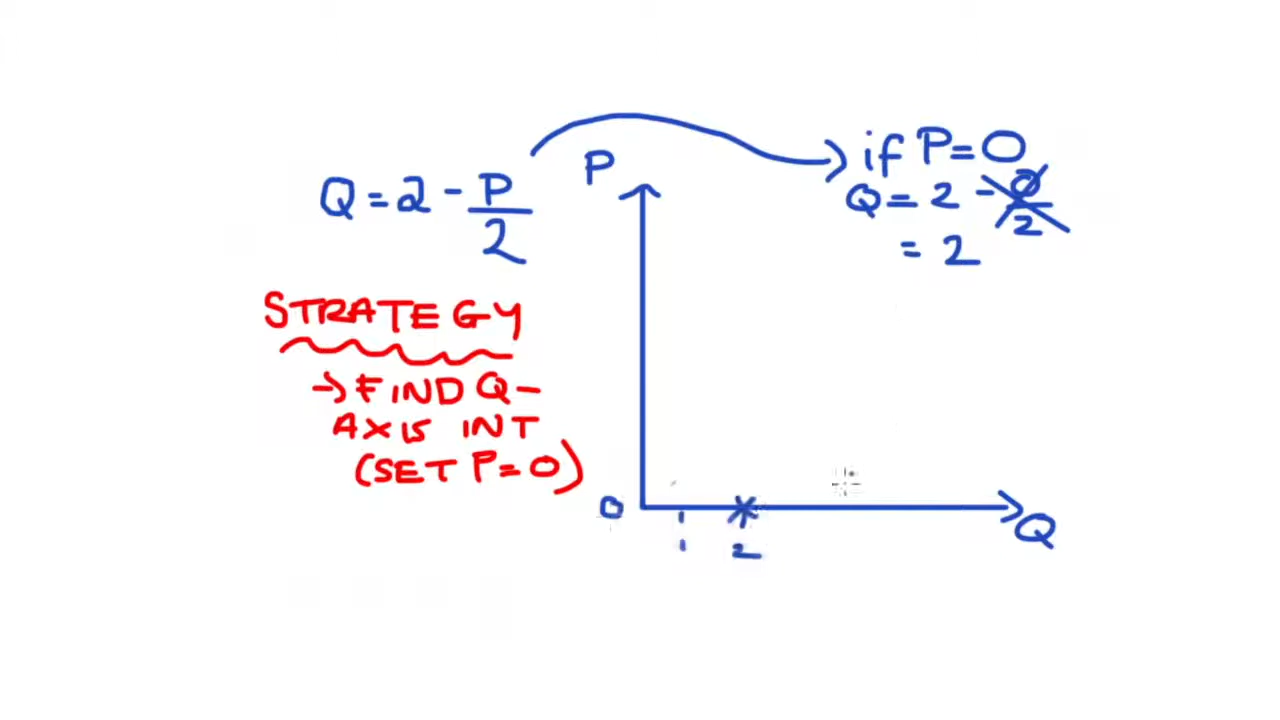 Q = 2 - P/2
P
if P = 0
Q = 2 - 0/2
= 2
STRATEGY
→ FIND Q-
AXIS INT
(SET P = 0)
0
1
2
Q